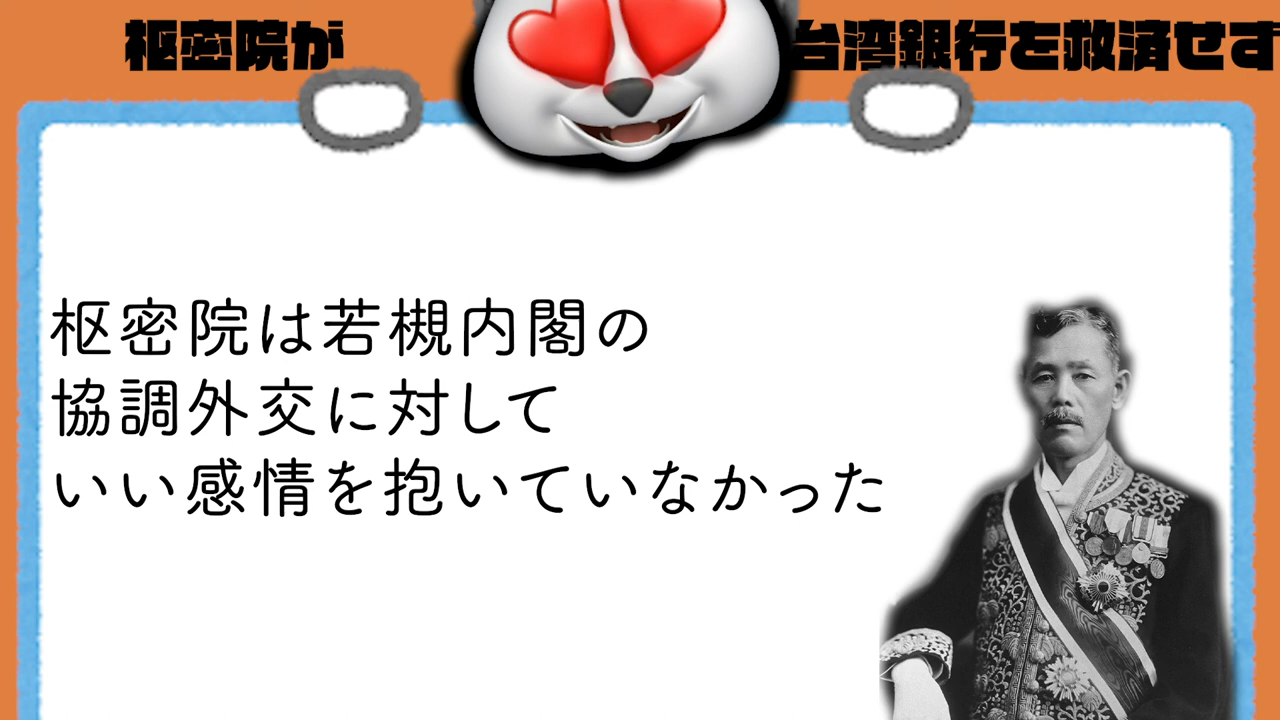 枢密院が 台湾銀行を救済せず
枢密院は若槻内閣の
協調外交に対して
いい感情を抱いていなかった